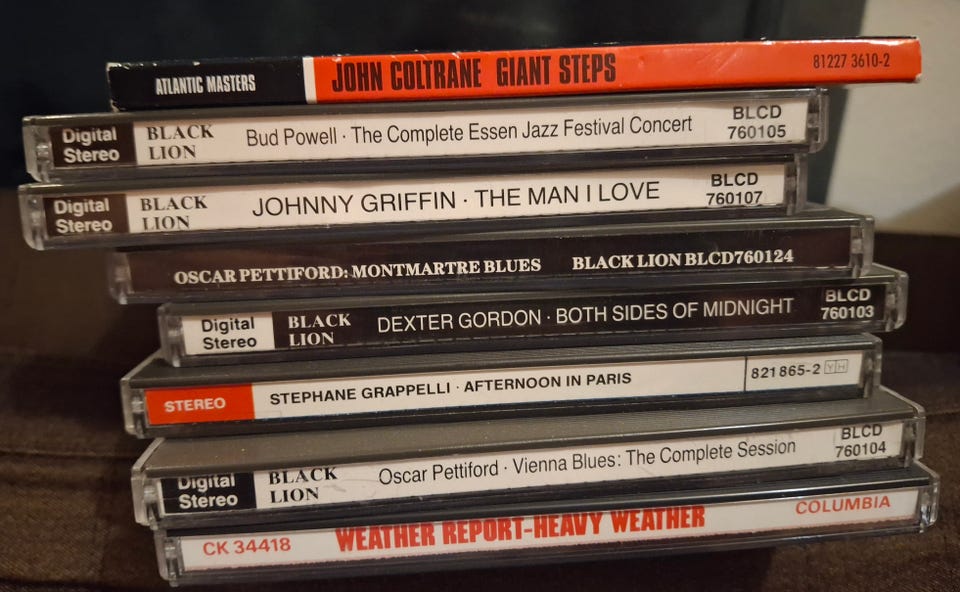 ATLANTIC MASTERS JOHN COLTRANE GIANT STEPS 81227 3610-2
Digital Stereo BLACK LION Bud Powell · The Complete Essen Jazz Festival Concert BLCD 760105
Digital Stereo BLACK LION JOHNNY GRIFFIN · THE MAN I LOVE BLCD 760107
OSCAR PETTIFORD: MONTMARTRE BLUES BLACK LION BLCD760124
Digital Stereo BLACK LION DEXTER GORDON · BOTH SIDES OF MIDNIGHT BLCD 760103
STEREO STEPHANE GRAPPELLI · AFTERNOON IN PARIS 821 865-2 YH
Digital Stereo BLACK LION Oscar Pettiford · Vienna Blues: The Complete Session BLCD 760104
CK 34418 WEATHER REPORT-HEAVY WEATHER COLUMBIA